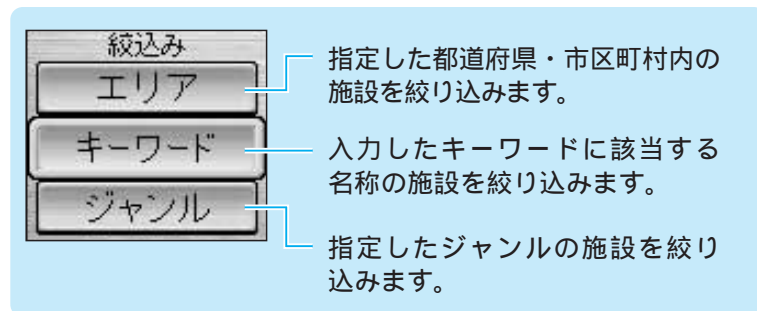 絞込み
エリア
指定した都道府県・市区町村内の
施設を絞り込みます。
キーワード
入力したキーワードに該当する
名称の施設を絞り込みます。
ジャンル
指定したジャンルの施設を絞り
込みます。